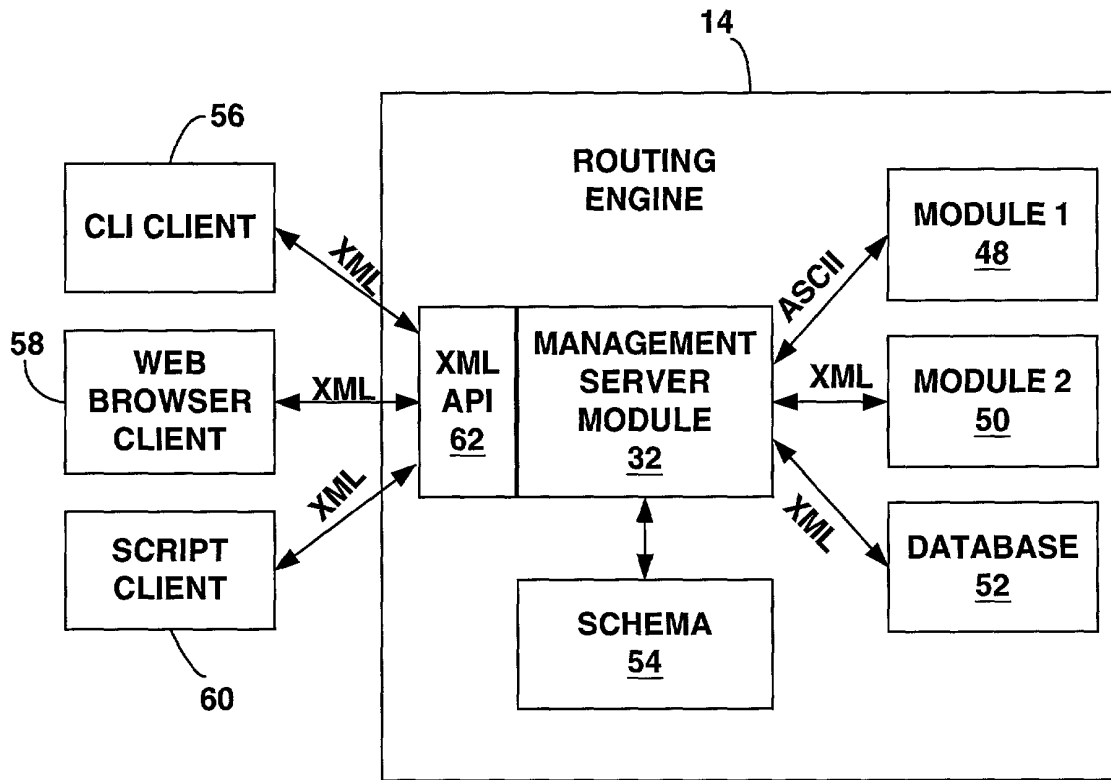 14
56
CLI CLIENT
XML
58
WEB
BROWSER
CLIENT
XML
SCRIPT
CLIENT
XML
60
ROUTING
ENGINE
XML
API
62
MANAGEMENT
SERVER
MODULE
32
SCHEMA
54
ASCII
MODULE 1
48
XML
MODULE 2
50
XML
DATABASE
52